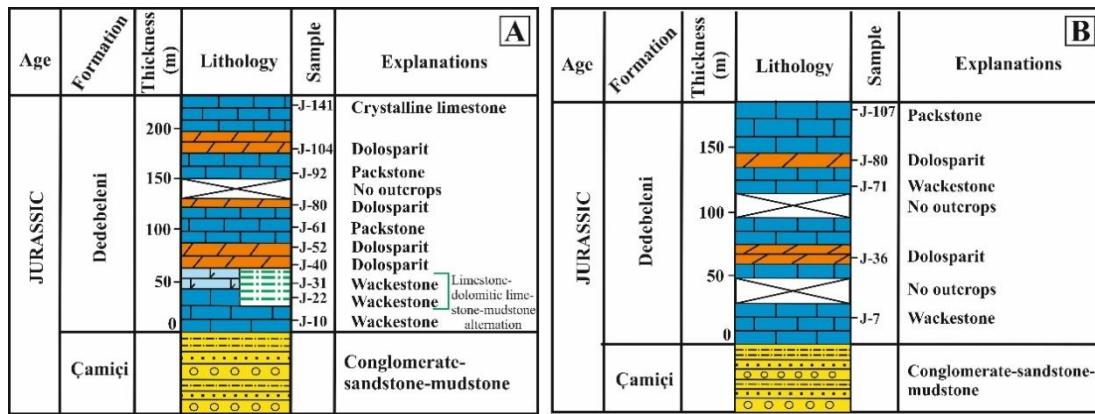 A
Age
Formation
Thickness
(m)
Lithology
Sample
Explanations
JURASSIC
Dedebeleni
200
150
100
50
0
J-141 Crystalline limestone
J-104 Dolosparit
J-92 Packstone
No outcrops
J-80 Dolosparit
J-61 Packstone
J-52 Dolosparit
J-40 Dolosparit
J-31 Wackestone
J-22 Wackestone
Limestone-
dolomitic lime-
stone-mudstone
alternation
J-10 Wackestone
Çamiçi
Conglomerate-
sandstone-mudstone
B
Age
Formation
Thickness
(m)
Lithology
Sample
Explanations
JURASSIC
Dedebeleni
150
100
50
0
J-107 Packstone
J-80 Dolosparit
J-71 Wackestone
No outcrops
J-36 Dolosparit
No outcrops
J-7 Wackestone
Çamiçi
Conglomerate-sandstone-
mudstone